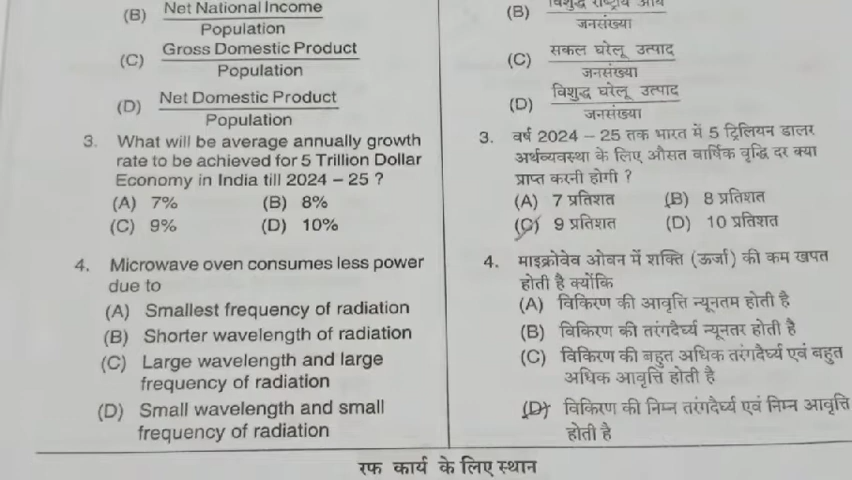 (B) Net National Income
Population
(C) Gross Domestic Product
Population
(D) Net Domestic Product
Population
3. What will be average annually growth
rate to be achieved for 5 Trillion Dollar
Economy in India till 2024 – 25 ?
(A) 7% (B) 8%
(C) 9% (D) 10%
4. Microwave oven consumes less power
due to
(A) Smallest frequency of radiation
(B) Shorter wavelength of radiation
(C) Large wavelength and large
frequency of radiation
(D) Small wavelength and small
frequency of radiation
(B) विशुद्ध राष्ट्रीय आय
जनसंख्या
(C) सकल घरेलू उत्पाद
जनसंख्या
(D) विशुद्ध घरेलू उत्पाद
जनसंख्या
3. वर्ष 2024 – 25 तक भारत में 5 ट्रिलियन डालर
अर्थव्यवस्था के लिए औसत वार्षिक वृद्धि दर क्या
प्राप्त करनी होगी ?
(A) 7 प्रतिशत (B) 8 प्रतिशत
(C) 9 प्रतिशत (D) 10 प्रतिशत
4. माइक्रोवेव ओवन में शक्ति (ऊर्जा) की कम खपत
होती है क्योंकि
(A) विकिरण की आवृत्ति न्यूनतम होती है
(B) विकिरण की तरंगदैर्घ्य न्यूनतर होती है
(C) विकिरण की बहुत अधिक तरंगदैर्घ्य एवं बहुत
अधिक आवृत्ति होती है
(D) विकिरण की निम्न तरंगदैर्घ्य एवं निम्न आवृत्ति
होती है
रफ कार्य के लिए स्थान